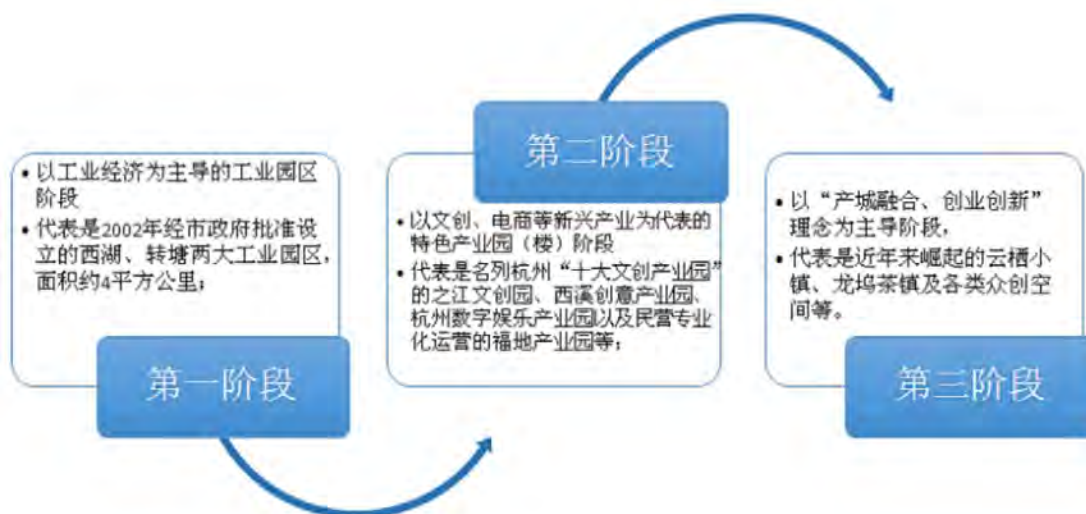 • 以工业经济为主导的工业园区
阶段
• 代表是2002年经市政府批准设
立的西湖、转塘两大工业园区，
面积约4平方公里；
第一阶段
第二阶段
• 以文创、电商等新兴产业为代表的
特色产业园（楼）阶段
• 代表是名列杭州“十大文创产业园”
的之江文创园、西溪创意产业园、
杭州数字娱乐产业园以及民营专业
化运营的福地产业园等；
• 以“产城融合、创业创新”
理念为主导阶段，
• 代表是近年来崛起的云栖小
镇、龙坞茶镇及各类众创空
间等。
第三阶段